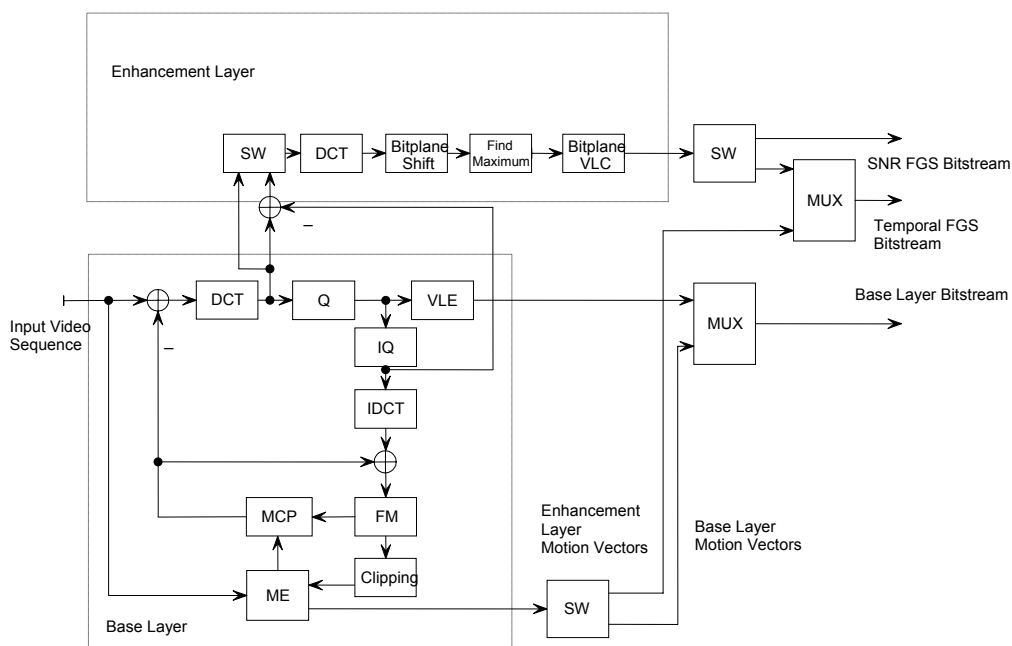 Enhancement Layer
SW
DCT
Bitplane
Shift
Find
Maximum
Bitplane
VLC
SW
SNR FGS Bitstream
MUX
Temporal FGS
Bitstream
–
Input Video
Sequence
–
DCT
Q
VLE
IQ
IDCT
MUX
Base Layer Bitstream
MCP
FM
ME
Clipping
Base Layer
Enhancement
Layer
Motion Vectors
Base Layer
Motion Vectors
SW